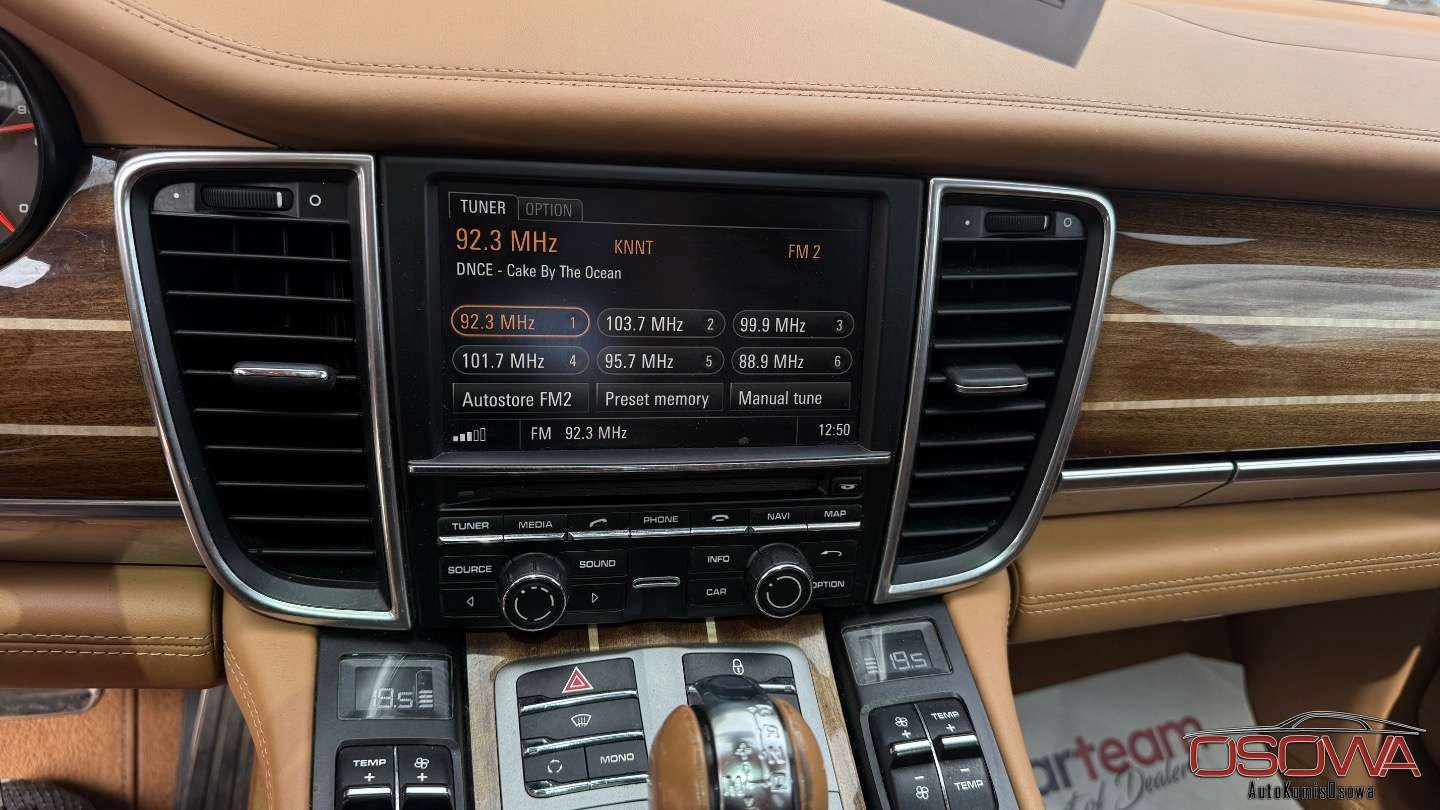 TUNER OPTION
92.3 MHz KNNT FM 2
DNCE - Cake By The Ocean
92.3 MHz 1 103.7 MHz 2 99.9 MHz 3
101.7 MHz 4 95.7 MHz 5 88.9 MHz 6
Autostore FM2 Preset memory Manual tune
FM 92.3 MHz 12:50
TUNER MEDIA PHONE NAVI MAP
SOURCE SOUND INFO
CAR OPTION
19.5
18.5
MONO
TEMP
+
+
+
TEMP
+
-
-
TEMP
arteam
Dealer
OSOWA
AutoKomisOsowa